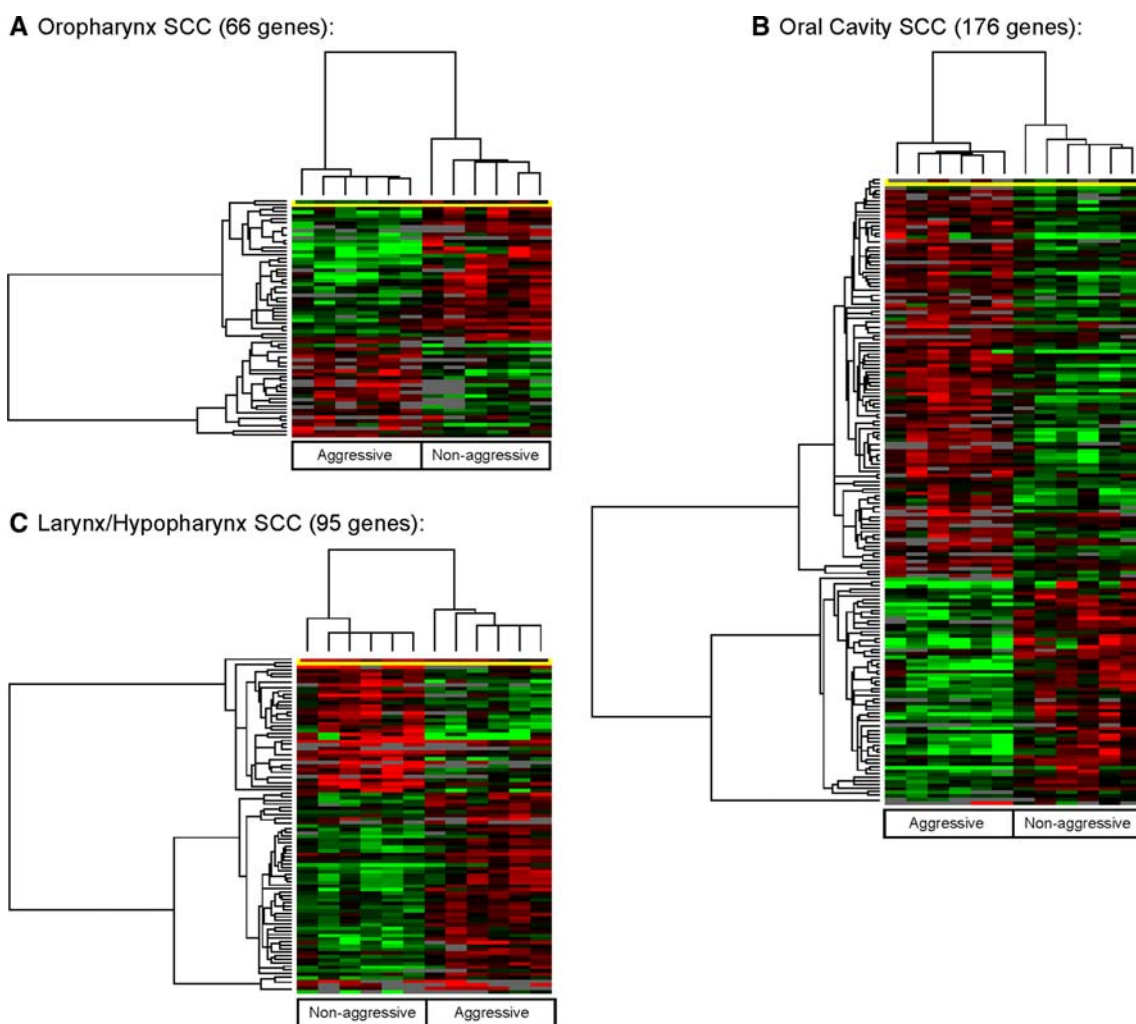 A Oropharynx SCC (66 genes):
Aggressive Non-aggressive
B Oral Cavity SCC (176 genes):
Aggressive Non-aggressive
C Larynx/Hypopharynx SCC (95 genes):
Non-aggressive Aggressive